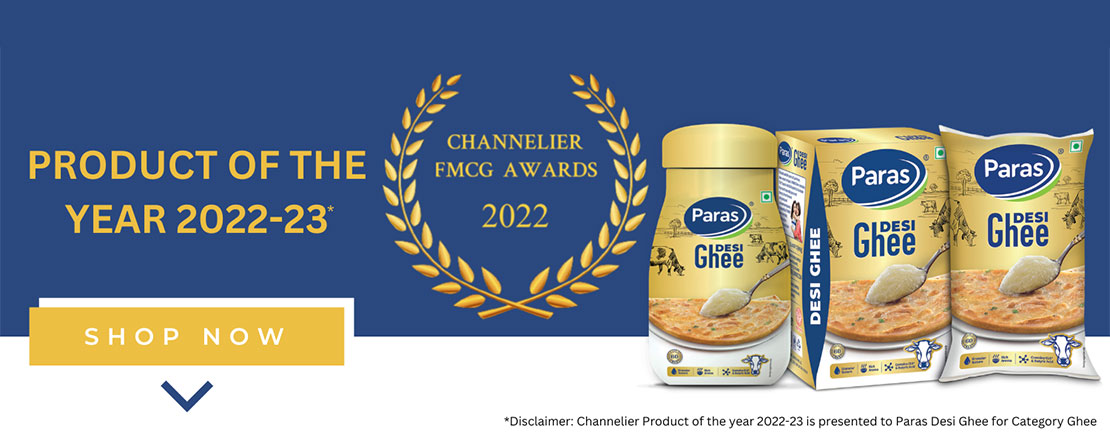 PRODUCT OF THE
YEAR 2022-23*
SHOP NOW
CHANNELIER
FMCG AWARDS
2022
Paras
DESI
Ghee
DESI GHEE
Paras
DESI
Ghee
Paras
DESI
Ghee
*Disclaimer: Channelier Product of the year 2022-23 is presented to Paras Desi Ghee for Category Ghee